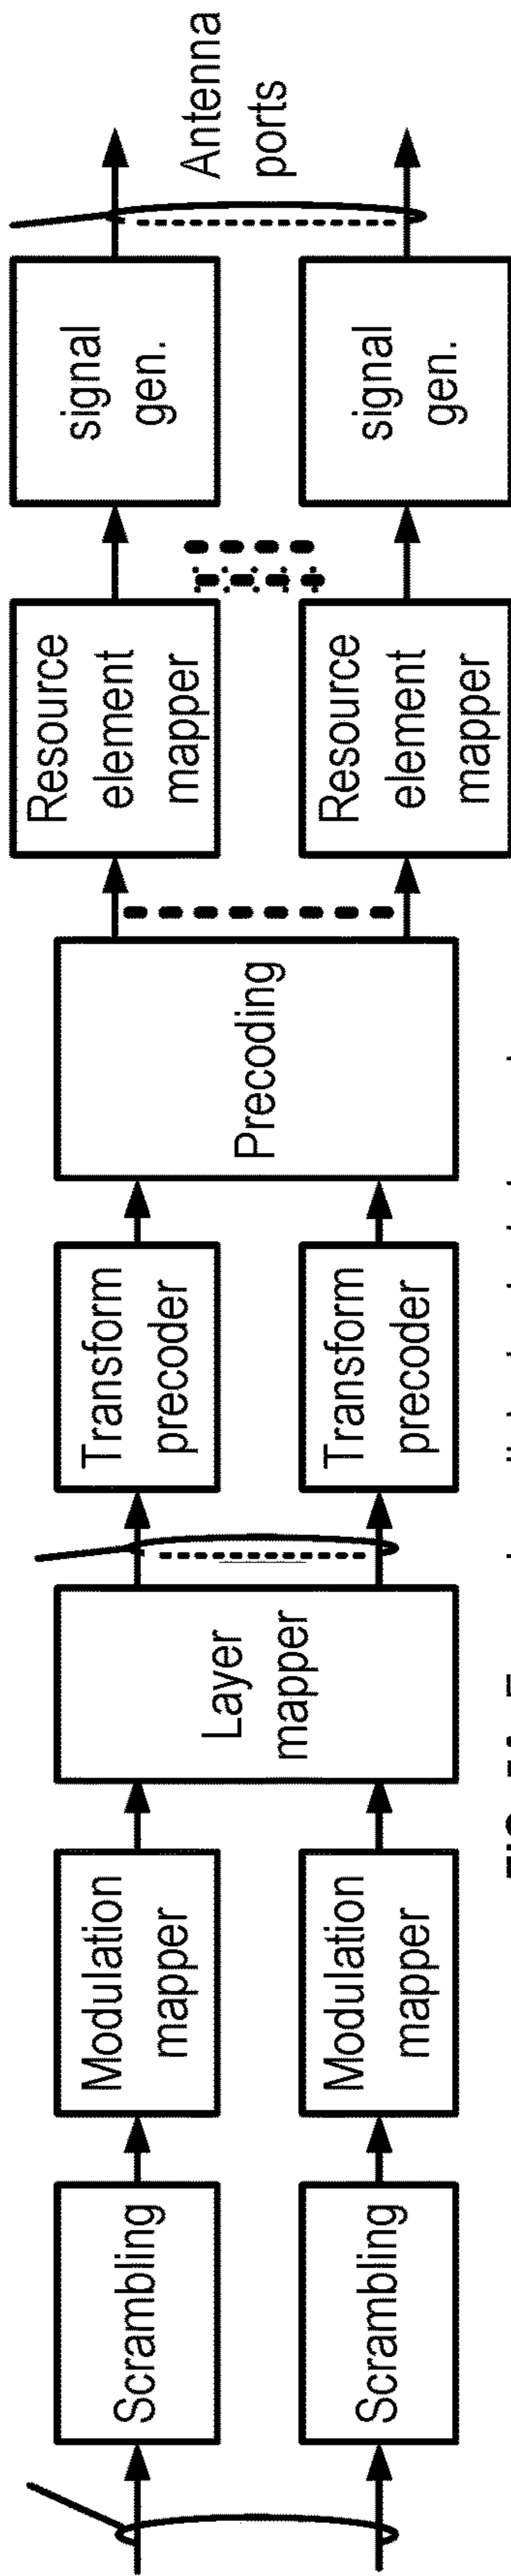 Scrambling
Scrambling
Modulation
mapper
Modulation
mapper
Layer
mapper
Transform
precoder
Transform
precoder
Precoding
Resource
element
mapper
Resource
element
mapper
signal
gen.
signal
gen.
Antenna
ports